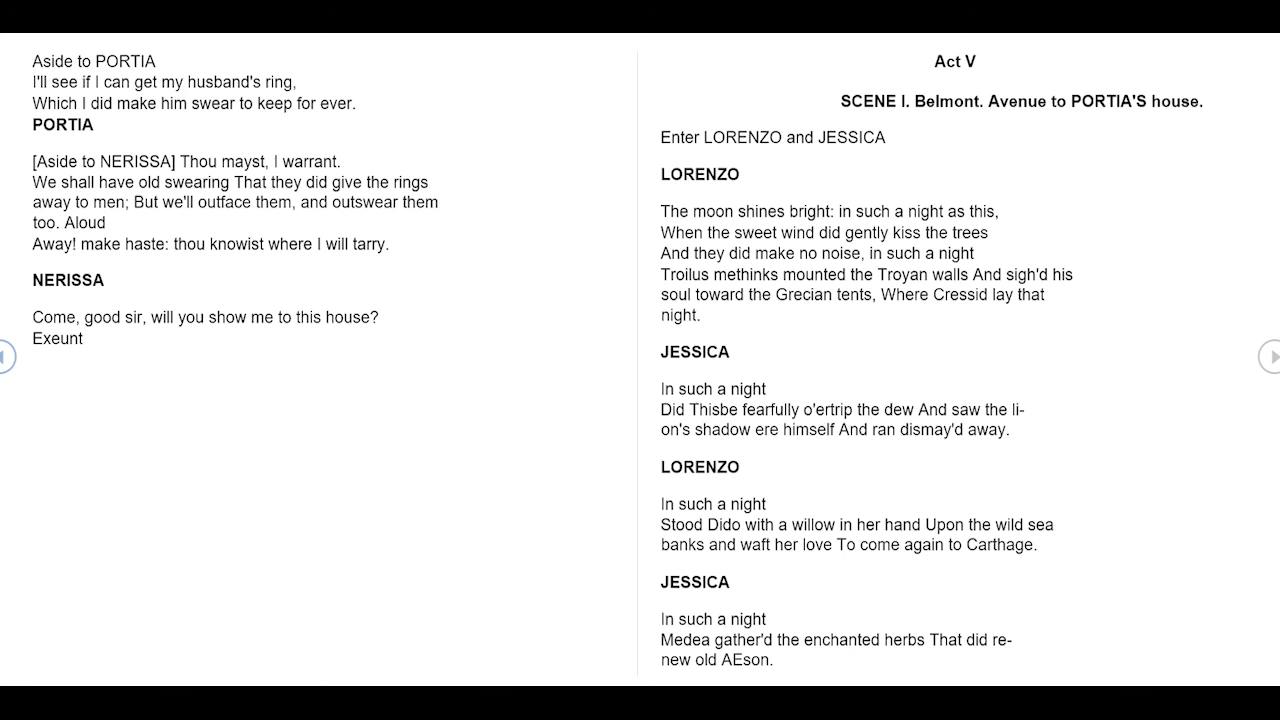 Aside to PORTIA
I'll see if I can get my husband's ring,
Which I did make him swear to keep for ever.
PORTIA
[Aside to NERISSA] Thou mayst, I warrant.
We shall have old swearing That they did give the rings
away to men; But we'll outface them, and outswear them
too. Aloud
Away! make haste: thou knowist where I will tarry.
NERISSA
Come, good sir, will you show me to this house?
Exeunt
Act V
SCENE I. Belmont. Avenue to PORTIA'S house.
Enter LORENZO and JESSICA
LORENZO
The moon shines bright: in such a night as this,
When the sweet wind did gently kiss the trees
And they did make no noise, in such a night
Troilus methinks mounted the Troyan walls And sigh'd his
soul toward the Grecian tents, Where Cressid lay that
night.
JESSICA
In such a night
Did Thisbe fearfully o'ertrip the dew And saw the li-
on's shadow ere himself And ran dismay'd away.
LORENZO
In such a night
Stood Dido with a willow in her hand Upon the wild sea
banks and waft her love To come again to Carthage.
JESSICA
In such a night
Medea gather'd the enchanted herbs That did re-
new old AEson.